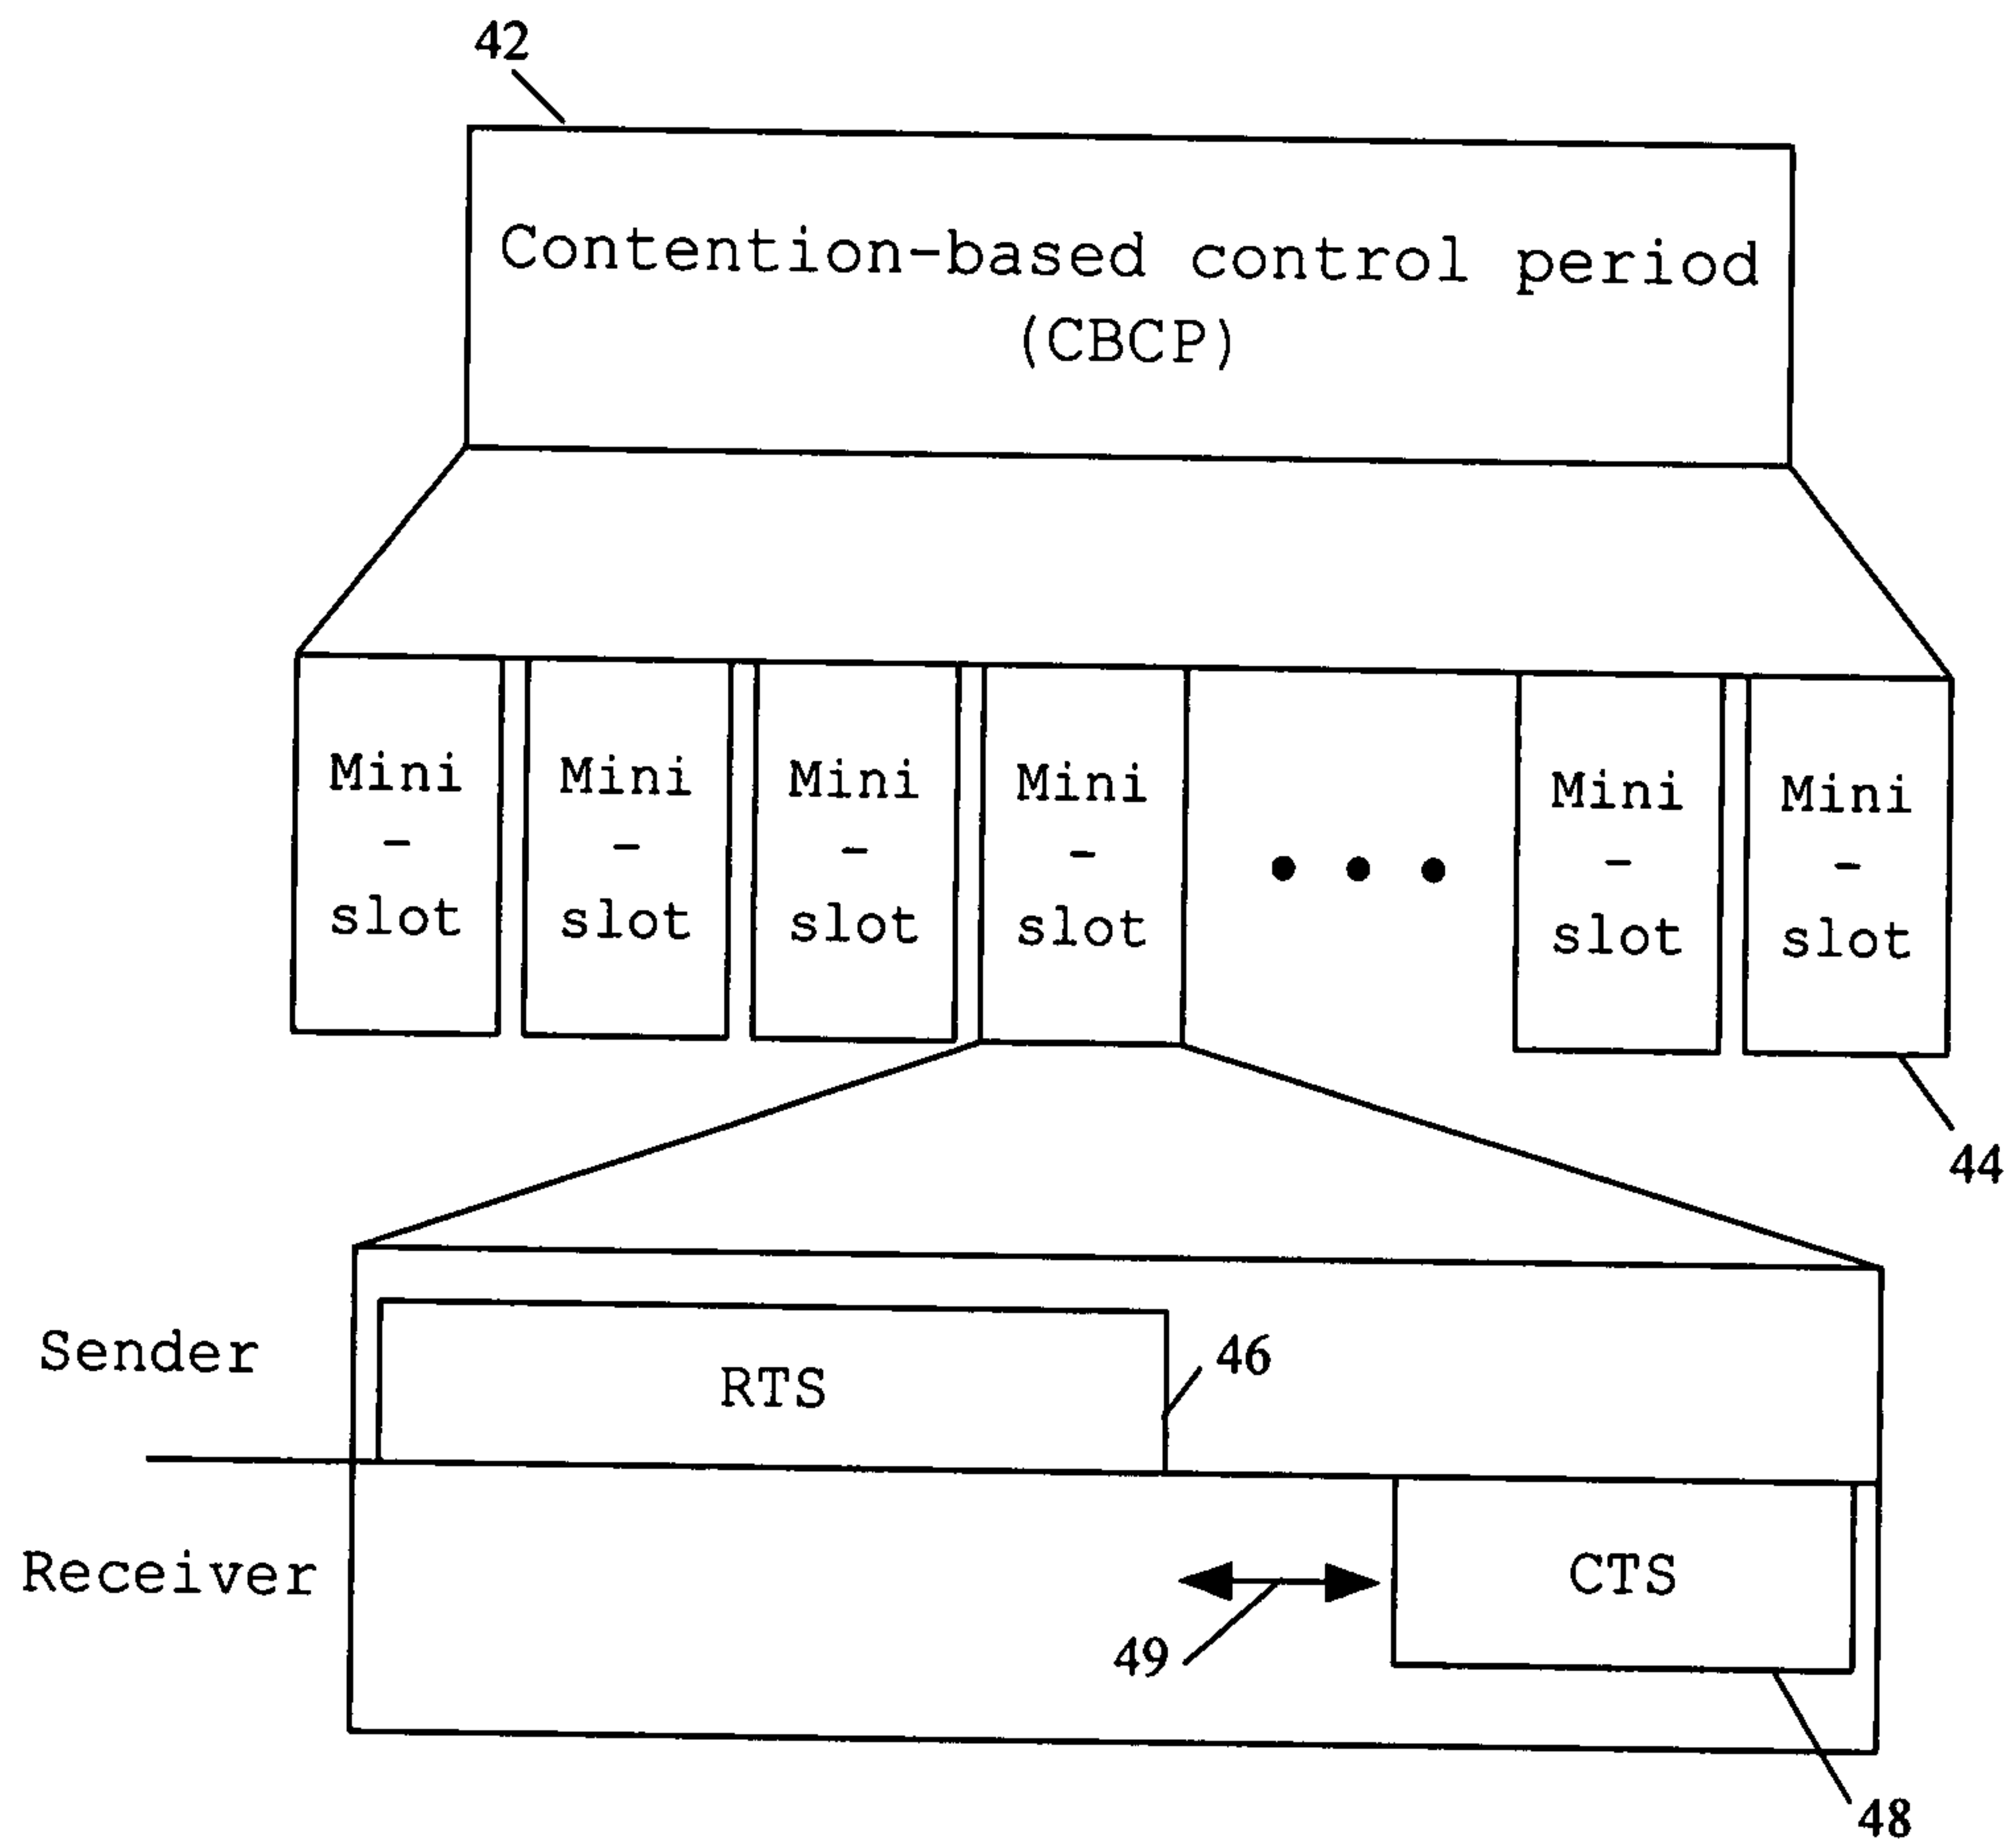 42
Contention-based control period
(CBCP)
Mini
-
slot
Mini
-
slot
Mini
-
slot
Mini
-
slot
Mini
-
slot
Mini
-
slot
44
Sender
RTS
46
Receiver
49
CTS
48